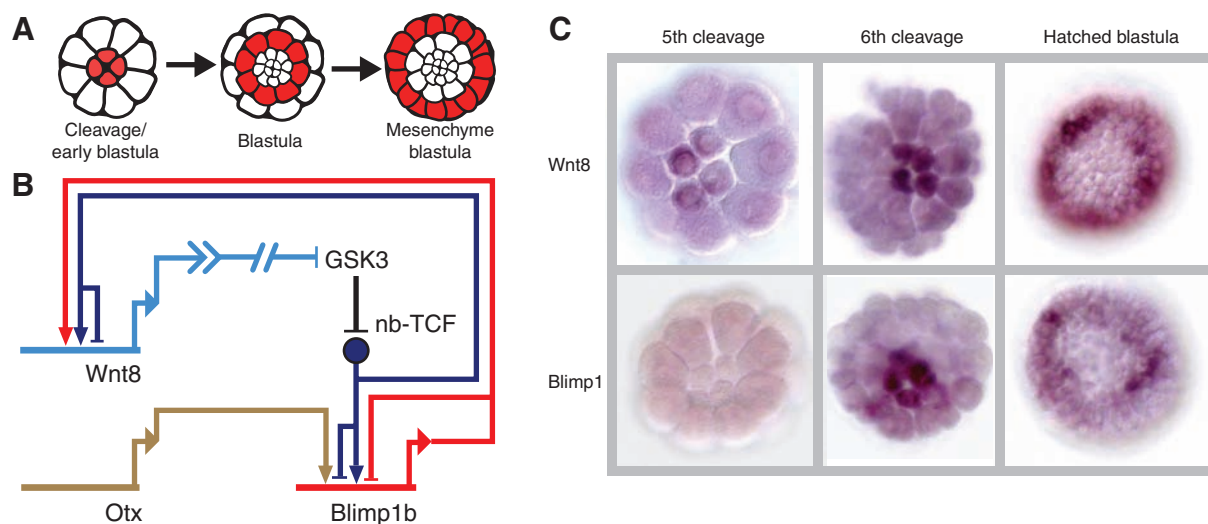 A
Cleavage/
early blastula
Blastula
Mesenchyme
blastula
B
GSK3
nb-TCF
Wnt8
Otx
Blimp1b
C
5th cleavage
6th cleavage
Hatched blastula
Wnt8
Blimp1